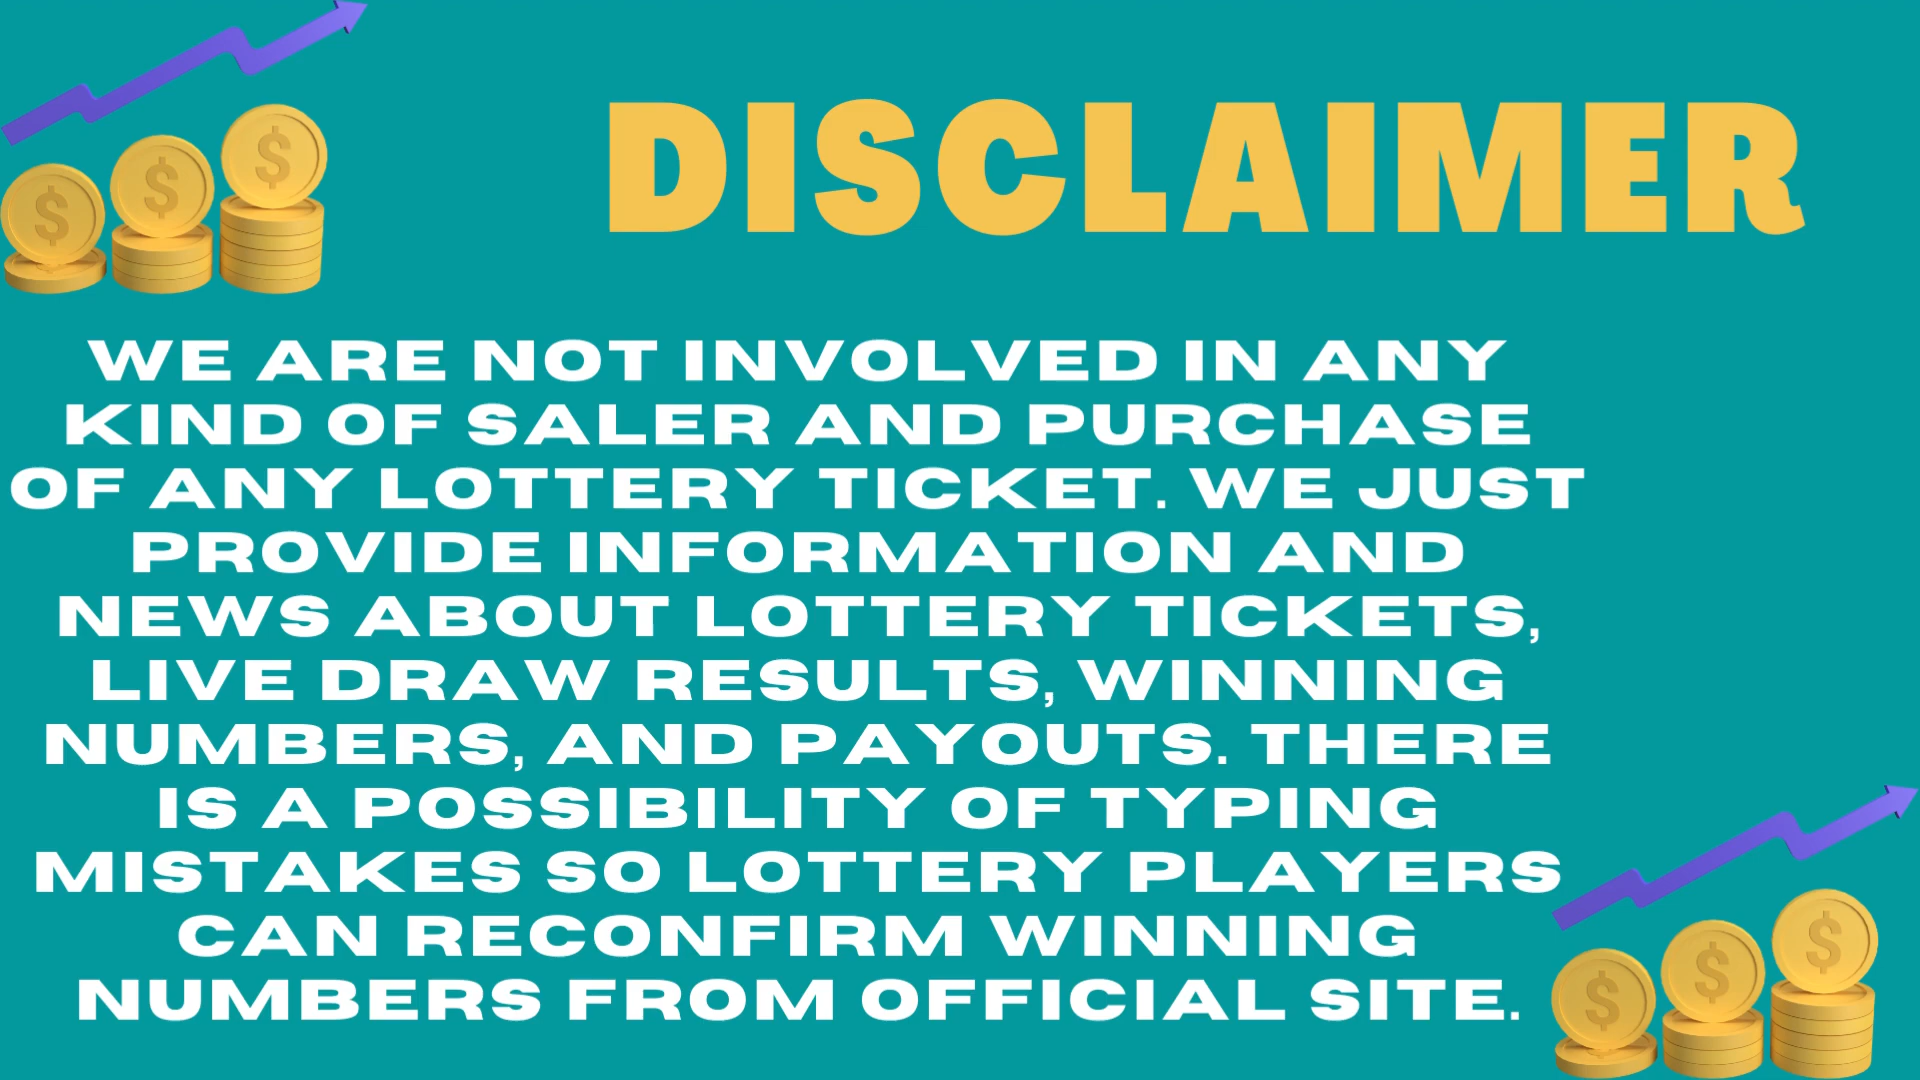 DISCLAIMER
WE ARE NOT INVOLVED IN ANY
KIND OF SALER AND PURCHASE
OF ANY LOTTERY TICKET. WE JUST
PROVIDE INFORMATION AND
NEWS ABOUT LOTTERY TICKETS,
LIVE DRAW RESULTS, WINNING
NUMBERS, AND PAYOUTS. THERE
IS A POSSIBILITY OF TYPING
MISTAKES SO LOTTERY PLAYERS
CAN RECONFIRM WINNING
NUMBERS FROM OFFICIAL SITE.